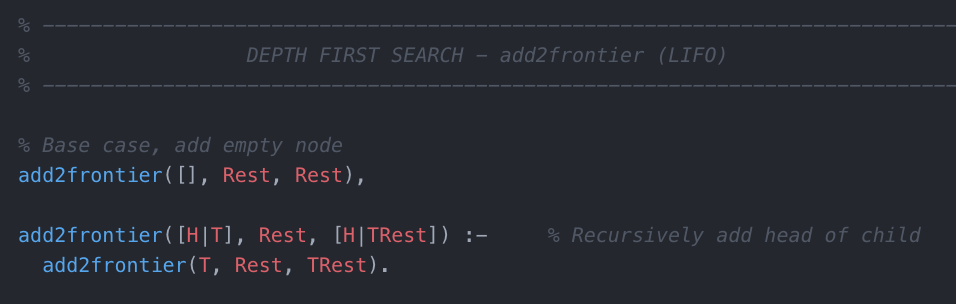 % ------------------------------------------------------------------------------
% DEPTH FIRST SEARCH - add2frontier (LIFO)
% ------------------------------------------------------------------------------
% Base case, add empty node
add2frontier([], Rest, Rest),
add2frontier([H|T], Rest, [H|TRest]) :- % Recursively add head of child
add2frontier(T, Rest, TRest).